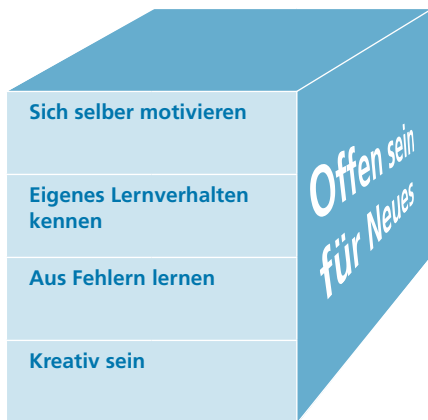 Sich selber motivieren
Eigenes Lernverhalten
kennen
Aus Fehlern lernen
Kreativ sein
Offen sein
für Neues